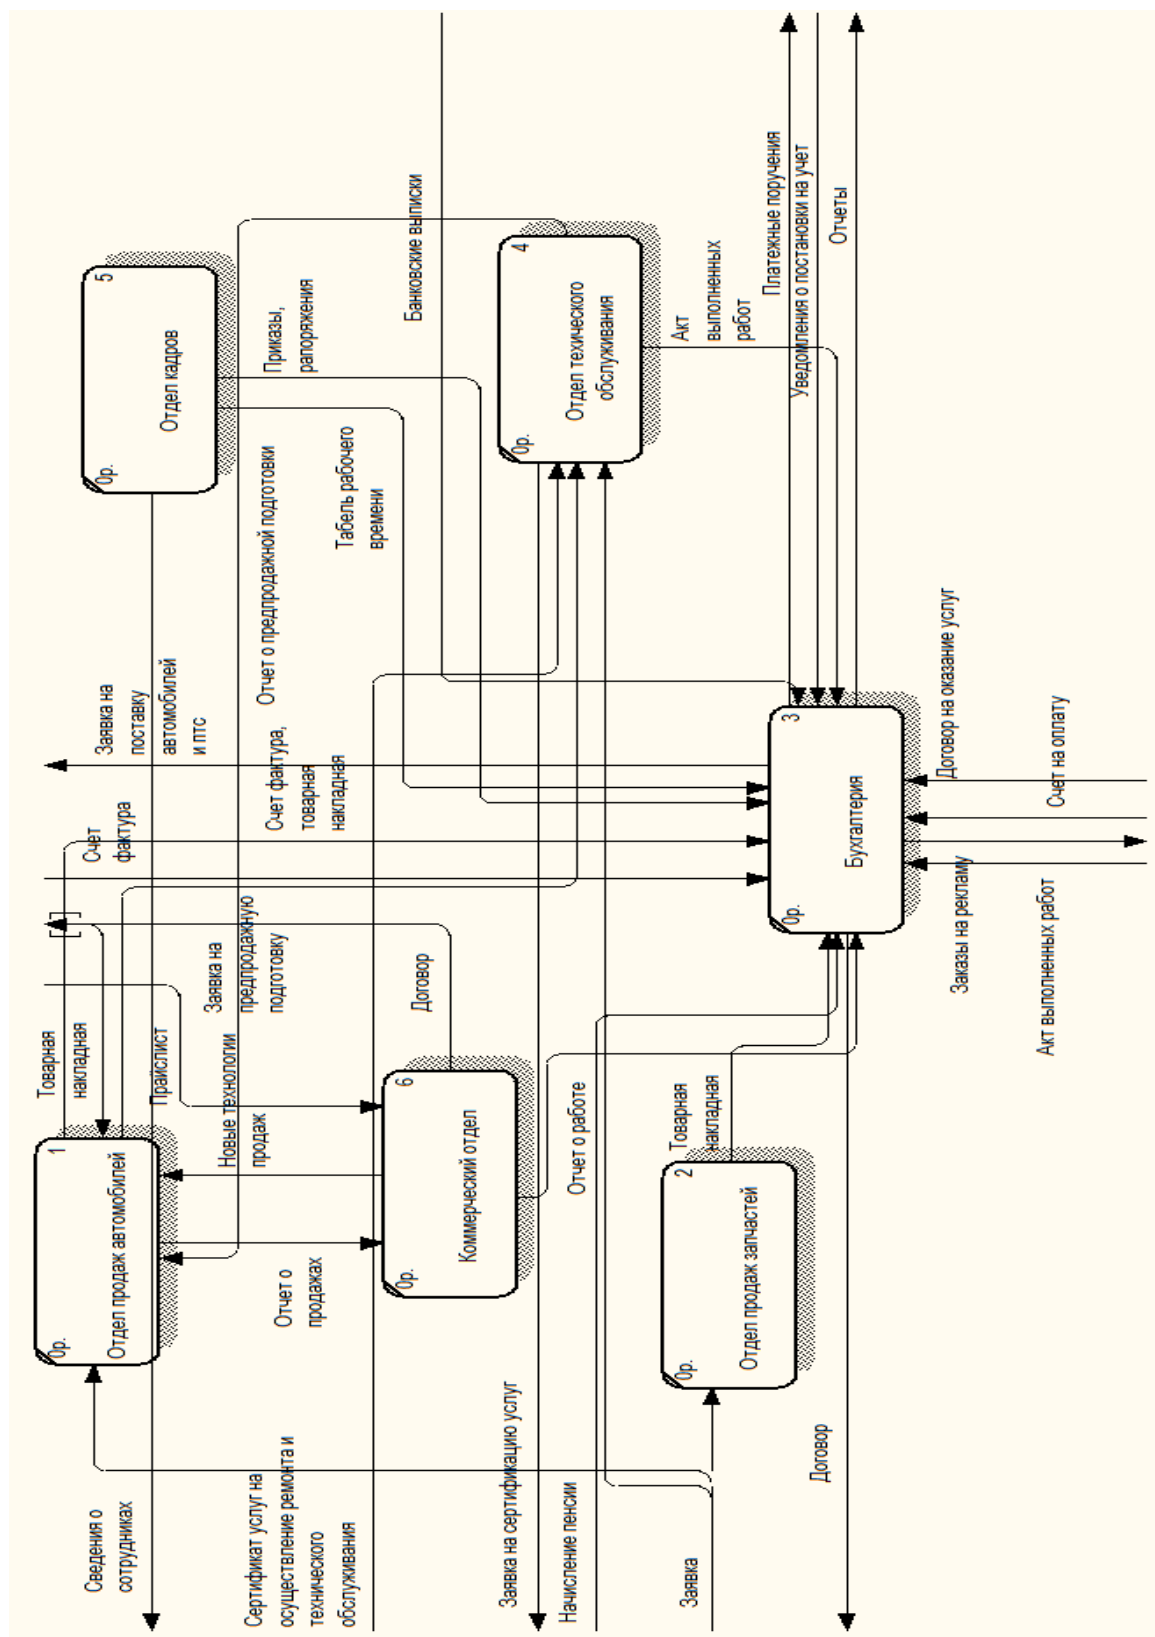 Сведения о
сотрудниках
0р.
1
Отдел продаж автомобилей
Товарная
накладная
Прайслист
Счет
фактура
Заявка на
поставку
автомобилей
и птс
0р.
5
Отдел кадров
Сертификат услуг на
осуществление ремонта и
технического
обслуживания
Отчет о
продажах
Новые технологии
продаж
Заявка на
предпродажную
подготовку
Счет фактура,
товарная
накладная
Отчет о предпродажной подготовки
Табель рабочего
времени
Приказы,
рапоряжения
0р.
6
Коммерческий отдел
Договор
Банковские выписки
Заявка на сертификацию услуг
Начисление пенсии
Отчет о работе
0р.
4
Отдел технического
обслуживания
Заявка
0р.
2
Отдел продаж запчастей
Товарная
накладная
Акт
выполненных
работ
Договор
0р.
3
Бухгалтерия
Платежные поручения
Уведомления о постановки на учет
Отчеты
Заказы на рекламу
Договор на оказание услуг
Акт выполненных работ
Счет на оплату